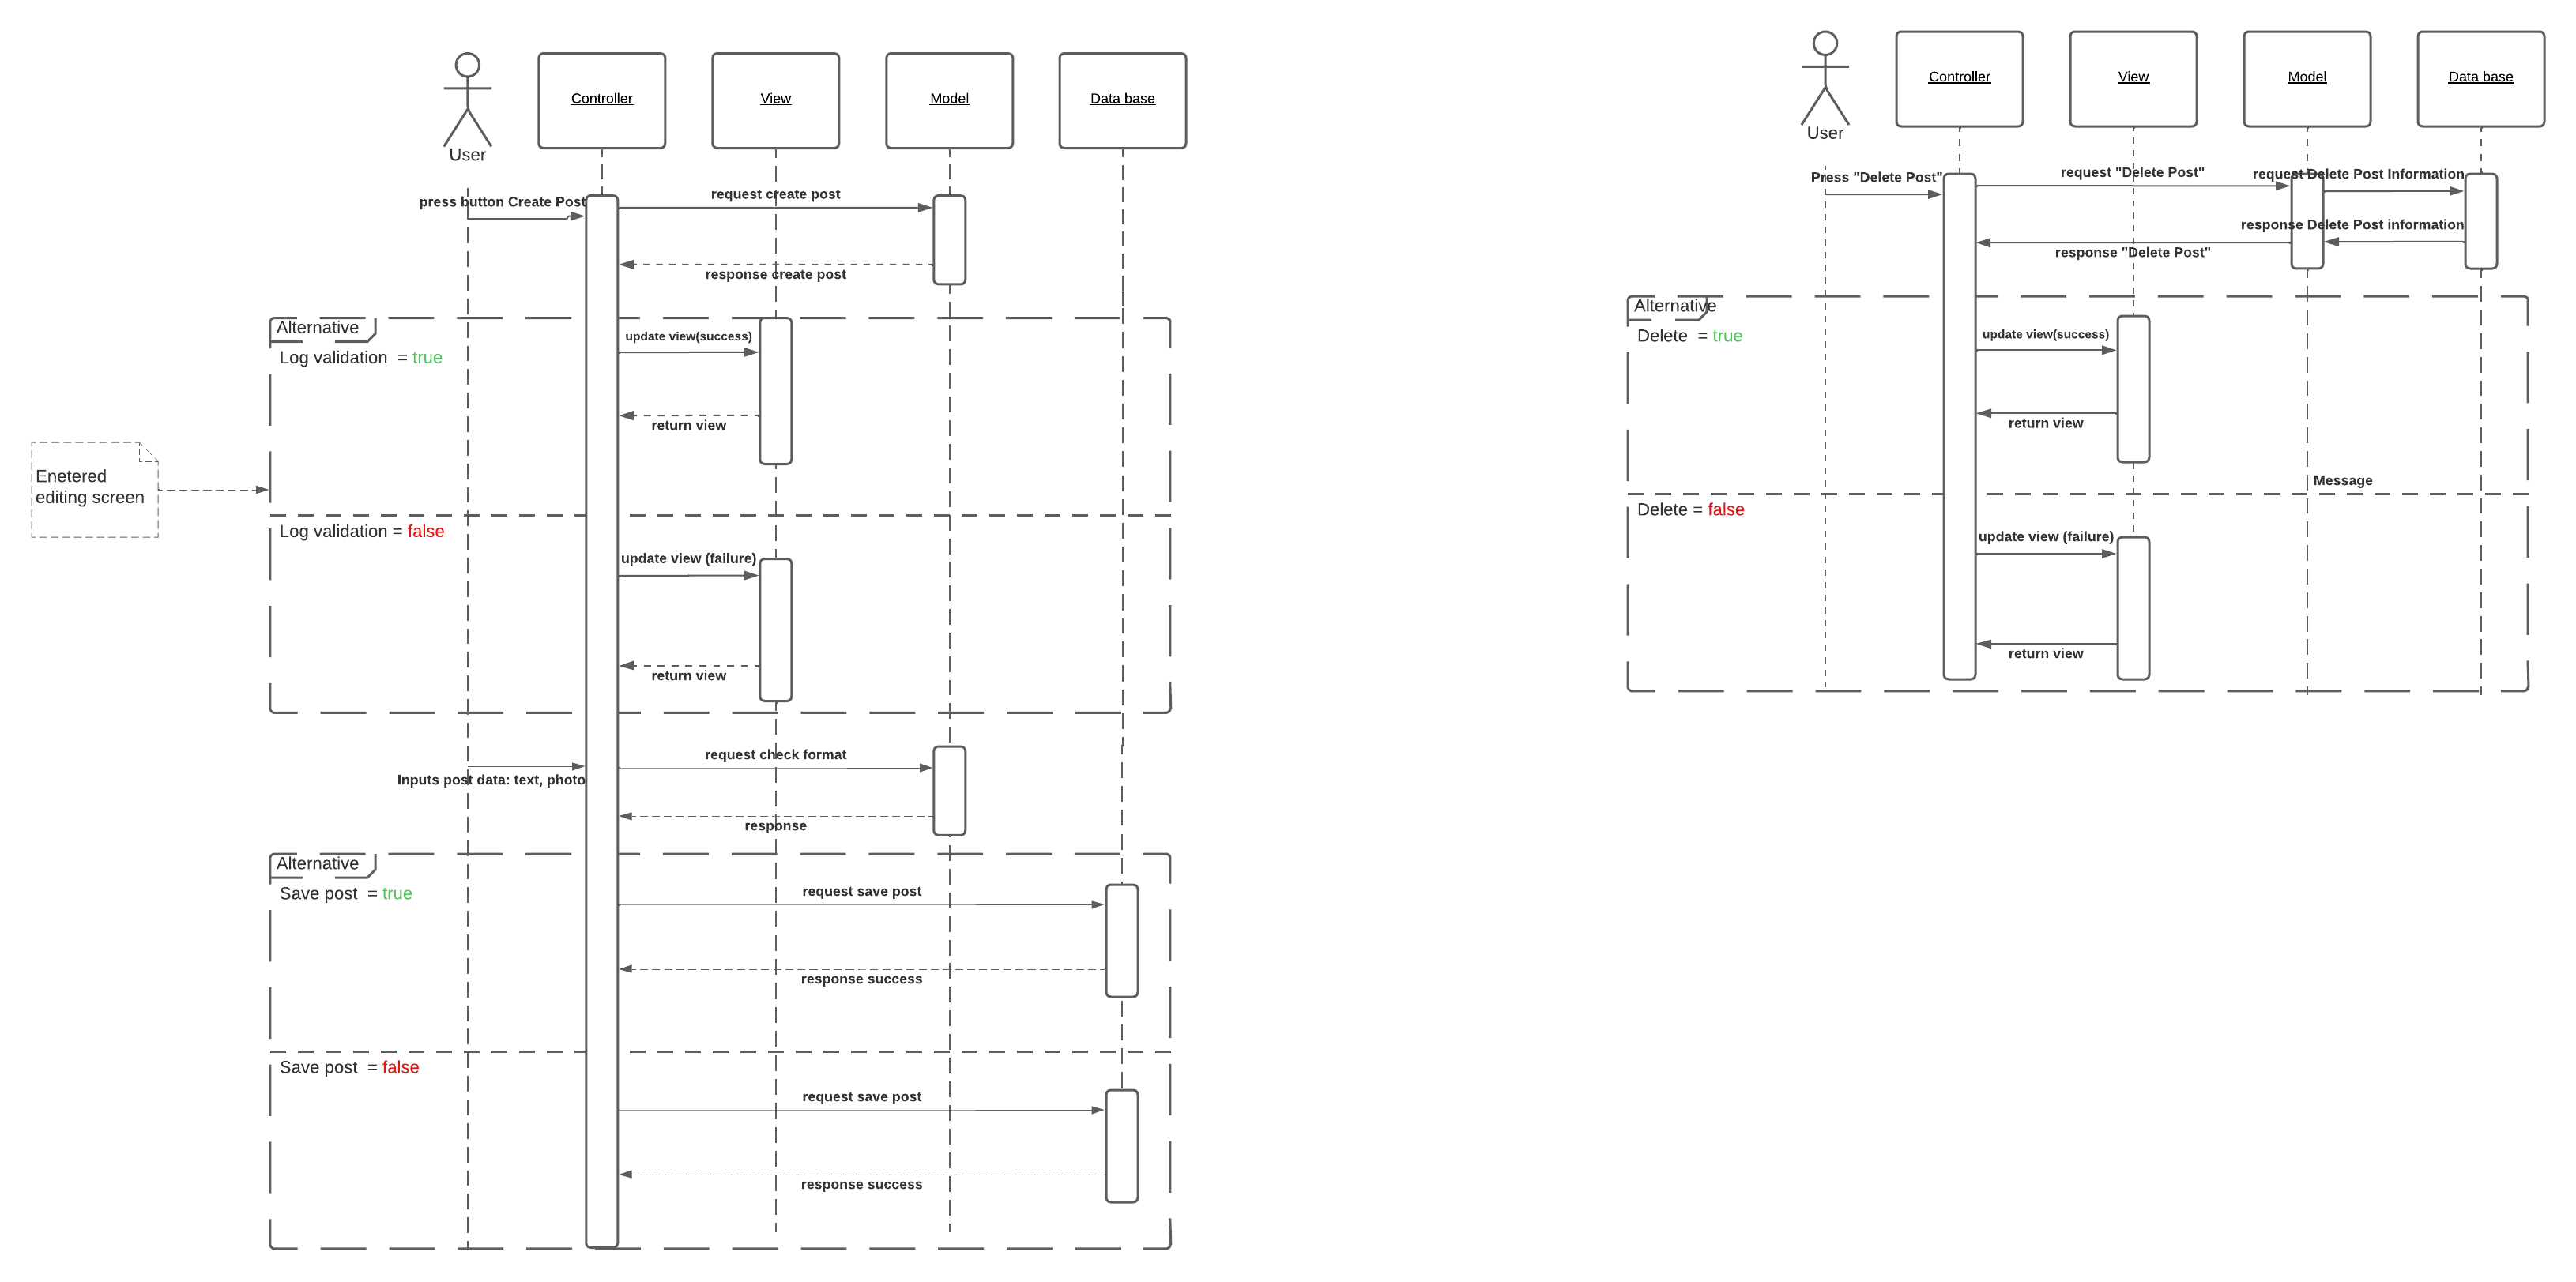 Controller
View
Model
Data base
User
press button Create Post
request create post
response create post
Alternative
Log validation = true
update view(success)
return view
Enetered
editing screen
Log validation = false
update view (failure)
return view
request check format
Inputs post data: text, photo
response
Alternative
Save post = true
request save post
response success
Save post = false
request save post
response success
Controller
View
Model
Data base
User
Press "Delete Post"
request "Delete Post"
request Delete Post Information
response Delete Post information
response "Delete Post"
Alternative
Delete = true
update view(success)
return view
Message
Delete = false
update view (failure)
return view